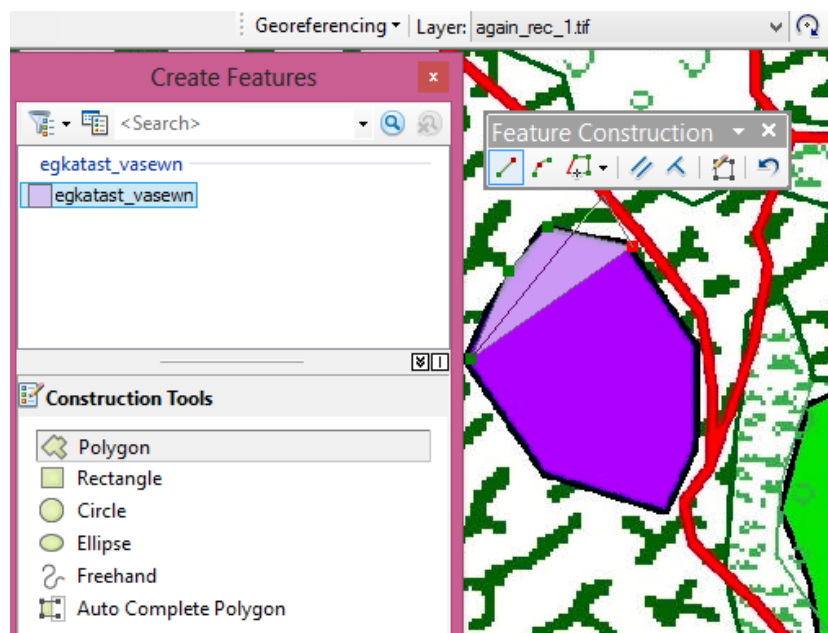 Georeferencing Layer: again_rec_1.tif
Create Features
<Search>
egkatast_vasewn
egkatast_vasewn
Feature Construction
Construction Tools
Polygon
Rectangle
Circle
Ellipse
Freehand
Auto Complete Polygon